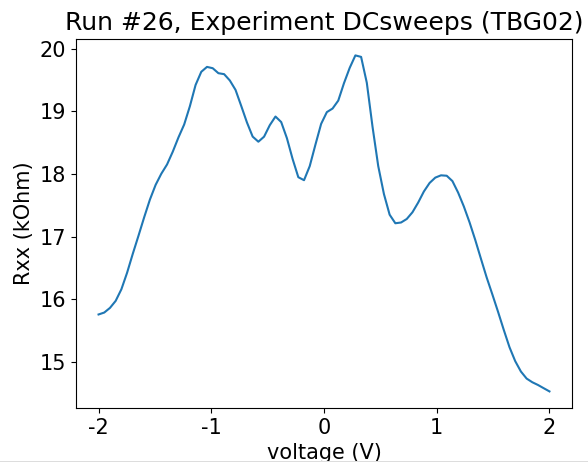 Run #26, Experiment DCsweeps (TBG02)
20
19
18
17
16
15
Rxx (kOhm)
-2 -1 0 1 2
voltage (V)